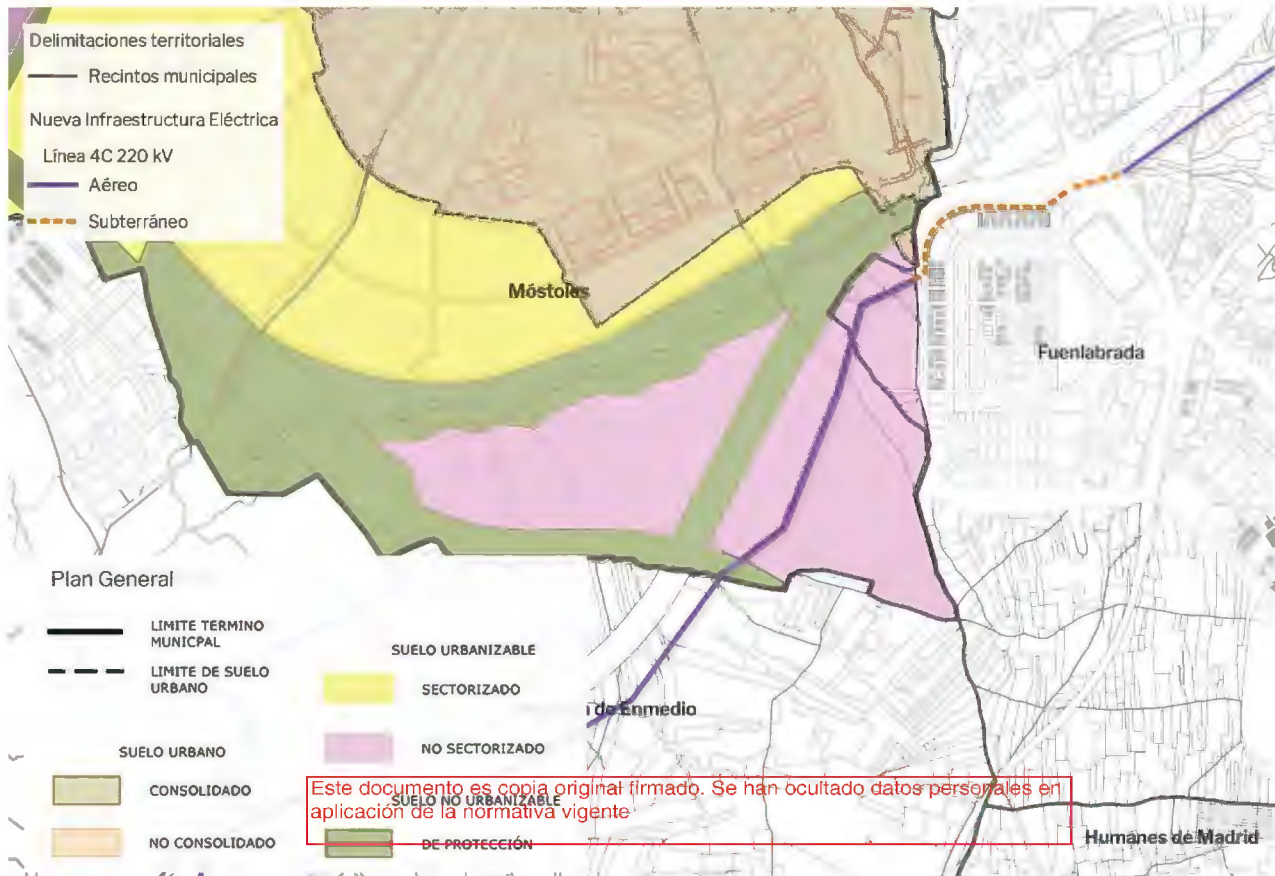 Delimitaciones territoriales
Recintos municipales
Nueva Infraestructura Eléctrica
Línea 4C 220 kV
Aéreo
Subterráneo
Móstoles
Fuenlabrada
de Enmedio
Humanes de Madrid
Plan General
LIMITE TERMINO
MUNICPAL
LIMITE DE SUELO
URBANO
SUELO URBANO
CONSOLIDADO
NO CONSOLIDADO
SUELO URBANIZABLE
SECTORIZADO
NO SECTORIZADO
SUELO NO URBANIZABLE
DE PROTECCIÓN
Este documento es copia original firmado. Se han ocultado datos personales en
aplicación de la normativa vigente